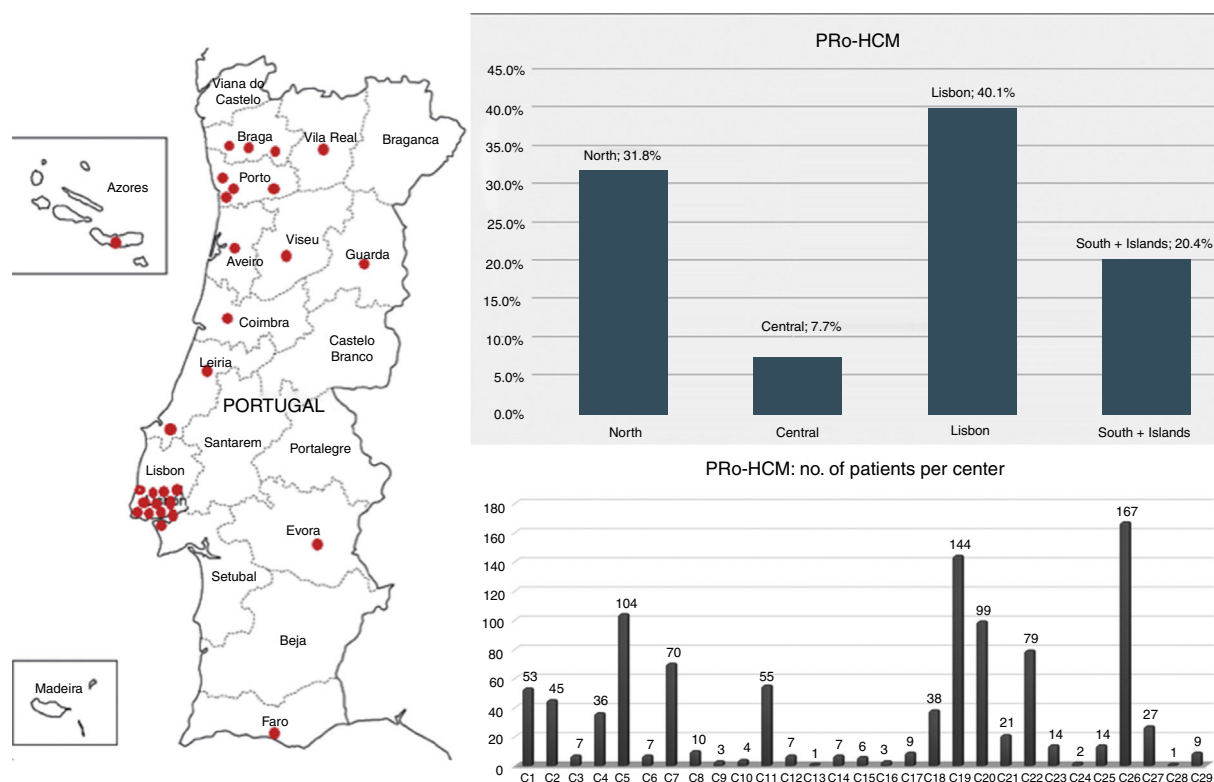 Viana do
Castelo
Braga
Vila Real
Braganca
Azores
Porto
Viseu
Aveiro
Guarda
Coimbra
Castelo
Branco
Leiria
PORTUGAL
Santarem
Portalegre
Lisbon
Evora
Setubal
Beja
Madeira
Faro
PRo-HCM
45.0%
40.0%
35.0%
30.0%
25.0%
20.0%
15.0%
10.0%
5.0%
0.0%
North; 31.8%
Central; 7.7%
Lisbon; 40.1%
South + Islands; 20.4%
North Central Lisbon South + Islands
PRo-HCM: no. of patients per center
180
160
140
120
100
80
60
40
20
0
53 45 7 36 104 7 70 10 3 4 55 7 1 7 6 3 9 38 144 99 21 79 14 2 14 167 27 1 9
C1 C2 C3 C4 C5 C6 C7 C8 C9 C10 C11 C12 C13 C14 C15 C16 C17 C18 C19 C20 C21 C22 C23 C24 C25 C26 C27 C28 C29